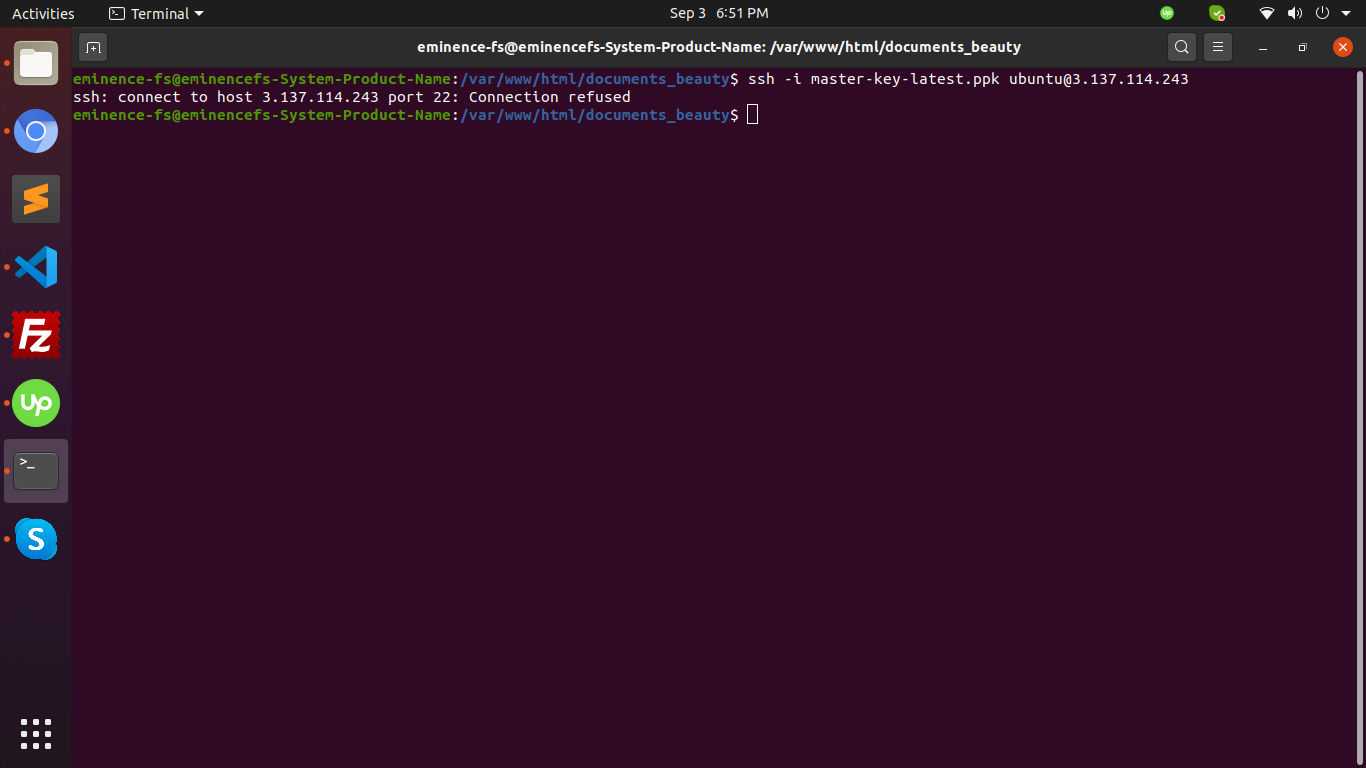 Activities
Terminal
Sep 3 6:51 PM
up
eminence-fs@eminencefs-System-Product-Name: /var/www/html/documents_beauty
eminence-fs@eminencefs-System-Product-Name:/var/www/html/documents_beauty$ ssh -i master-key-latest.ppk ubuntu@3.137.114.243
ssh: connect to host 3.137.114.243 port 22: Connection refused
eminence-fs@eminencefs-System-Product-Name:/var/www/html/documents_beauty$
Fz
up
>_
S